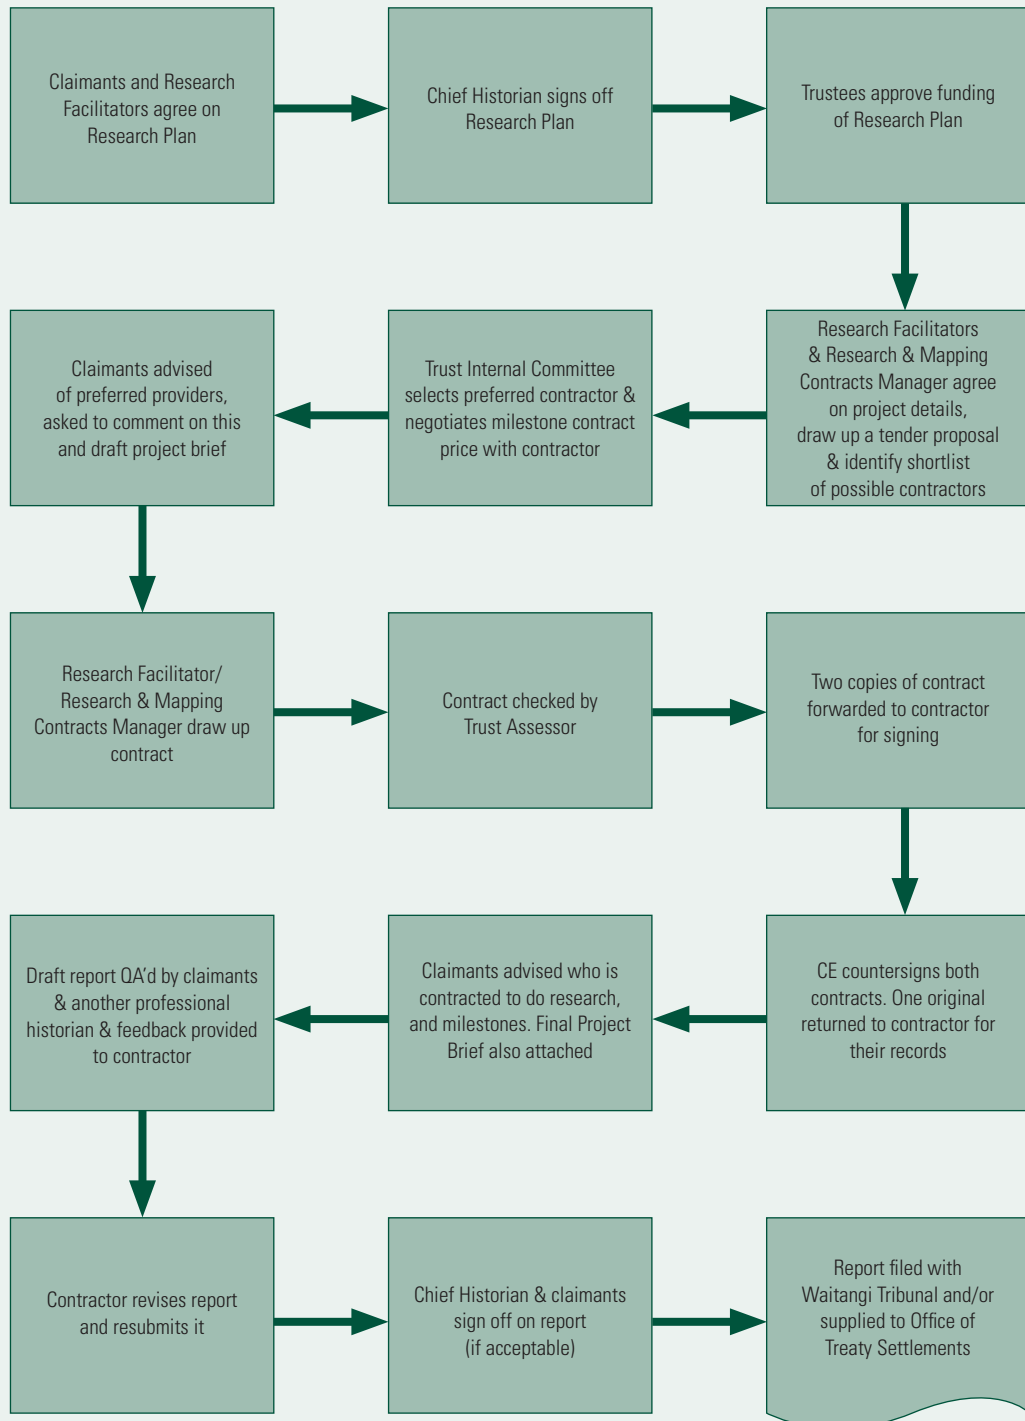 Claimants and Research
Facilitators agree on
Research Plan
Chief Historian signs off
Research Plan
Trustees approve funding
of Research Plan
Research Facilitators
& Research & Mapping
Contracts Manager agree
on project details,
draw up a tender proposal
& identify shortlist
of possible contractors
Trust Internal Committee
selects preferred contractor &
negotiates milestone contract
price with contractor
Claimants advised
of preferred providers,
asked to comment on this
and draft project brief
Research Facilitator/
Research & Mapping
Contracts Manager draw up
contract
Contract checked by
Trust Assessor
Two copies of contract
forwarded to contractor
for signing
CE countersigns both
contracts. One original
returned to contractor for
their records
Claimants advised who is
contracted to do research,
and milestones. Final Project
Brief also attached
Draft report QA'd by claimants
& another professional
historian & feedback provided
to contractor
Contractor revises report
and resubmits it
Chief Historian & claimants
sign off on report
(if acceptable)
Report filed with
Waitangi Tribunal and/or
supplied to Office of
Treaty Settlements